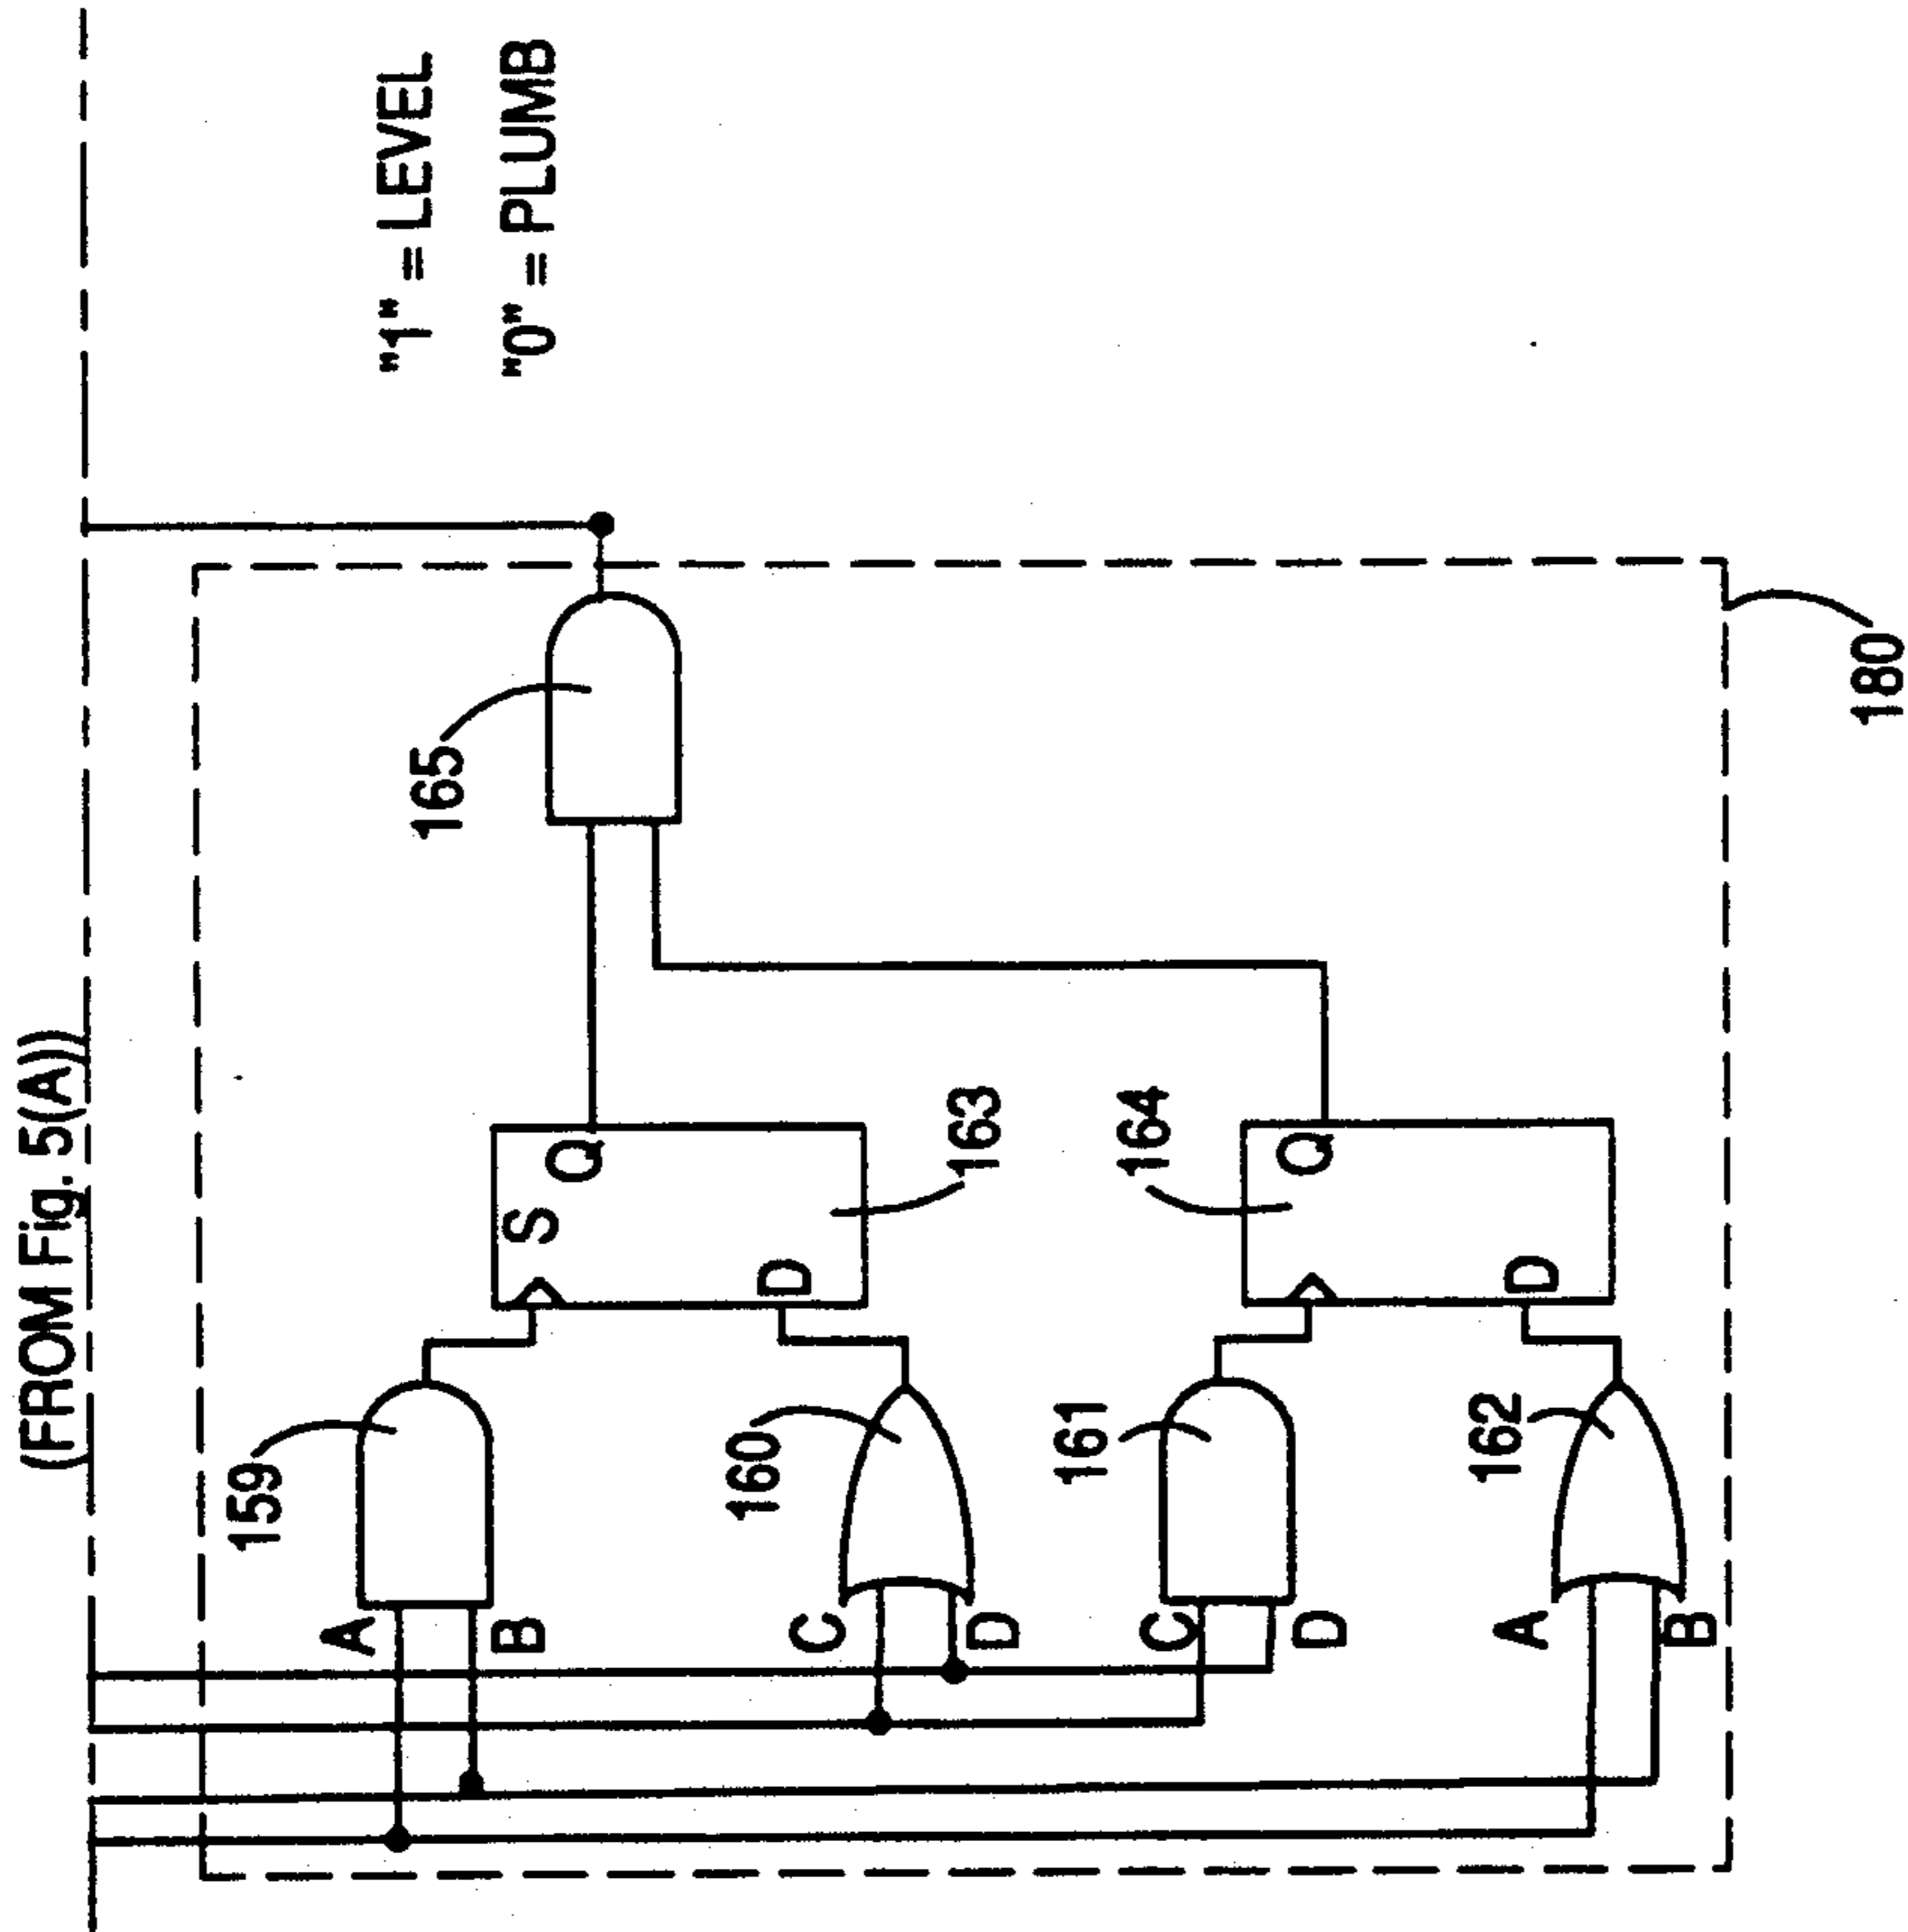 (FROM Fig. 5(A))
"1" = LEVEL
"0" = PLUMB
159
A
B
S
Q
D
163
165
160
C
D
161
C
D
164
Q
D
162
A
B
180